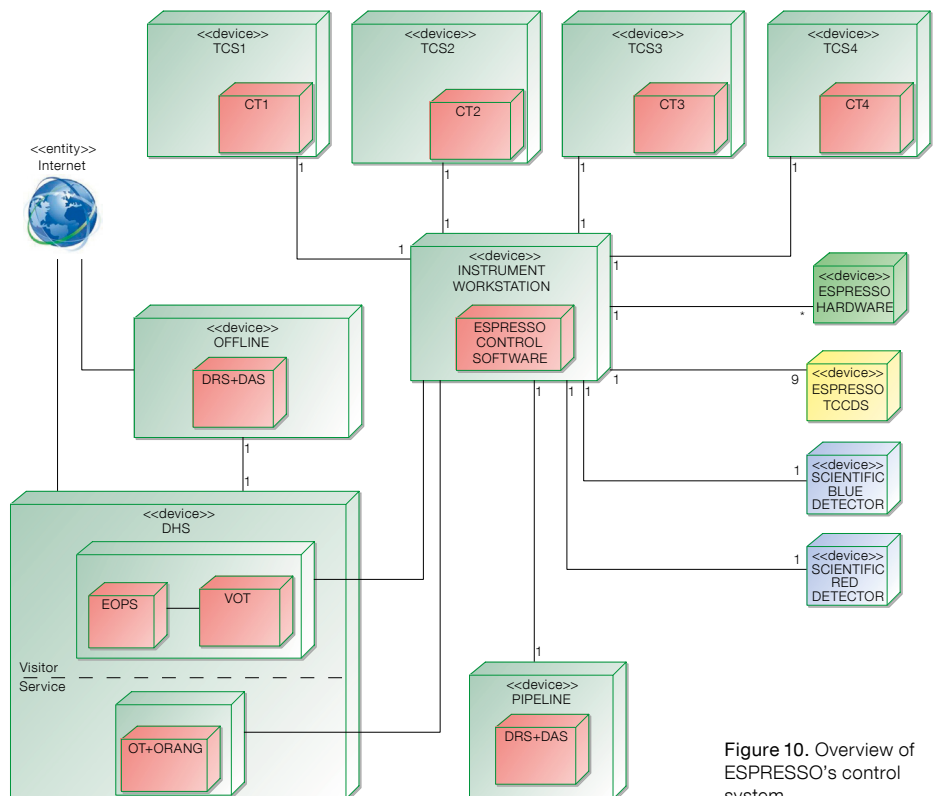 <<device>>
TCS1
CT1
<<device>>
TCS2
CT2
<<device>>
TCS3
CT3
<<device>>
TCS4
CT4
<<entity>>
Internet
1
1
1
1
1
1
1
1
<<device>>
INSTRUMENT
WORKSTATION
ESPRESSO
CONTROL
SOFTWARE
<<device>>
ESPRESSO
HARDWARE
1
*
<<device>>
OFFLINE
DRS+DAS
1
9
<<device>>
ESPRESSO
TCCDS
1
1
1
1
1
1
<<device>>
SCIENTIFIC
BLUE
DETECTOR
1
<<device>>
SCIENTIFIC
RED
DETECTOR
<<device>>
DHS
EOPS
VOT
Visitor
Service
OT+ORANG
1
<<device>>
PIPELINE
DRS+DAS
Figure 10. Overview of
ESPRESSO's control
system